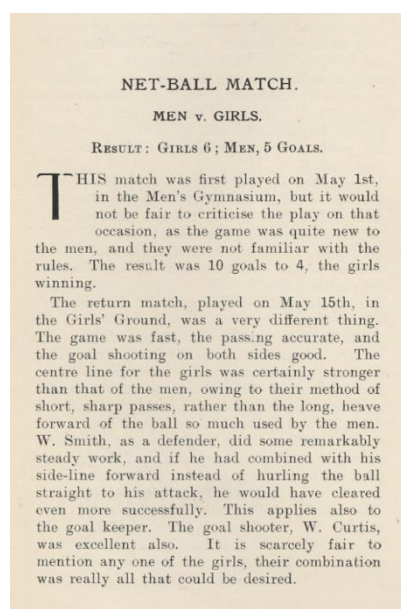 NET-BALL MATCH.
MEN v. GIRLS.
RESULT: GIRLS 6; MEN, 5 GOALS.
THIS match was first played on May 1st,
in the Men's Gymnasium, but it would
not be fair to criticise the play on that
occasion, as the game was quite new to
the men, and they were not familiar with the
rules. The result was 10 goals to 4, the girls
winning.
The return match, played on May 15th, in
the Girls' Ground, was a very different thing.
The game was fast, the passing accurate, and
the goal shooting on both sides good. The
centre line for the girls was certainly stronger
than that of the men, owing to their method of
short, sharp passes, rather than the long, heave
forward of the ball so much used by the men.
W. Smith, as a defender, did some remarkably
steady work, and if he had combined with his
side-line forward instead of hurling the ball
straight to his attack, he would have cleared
even more successfully. This applies also to
the goal keeper. The goal shooter, W. Curtis,
was excellent also. It is scarcely fair to
mention any one of the girls, their combination
was really all that could be desired.